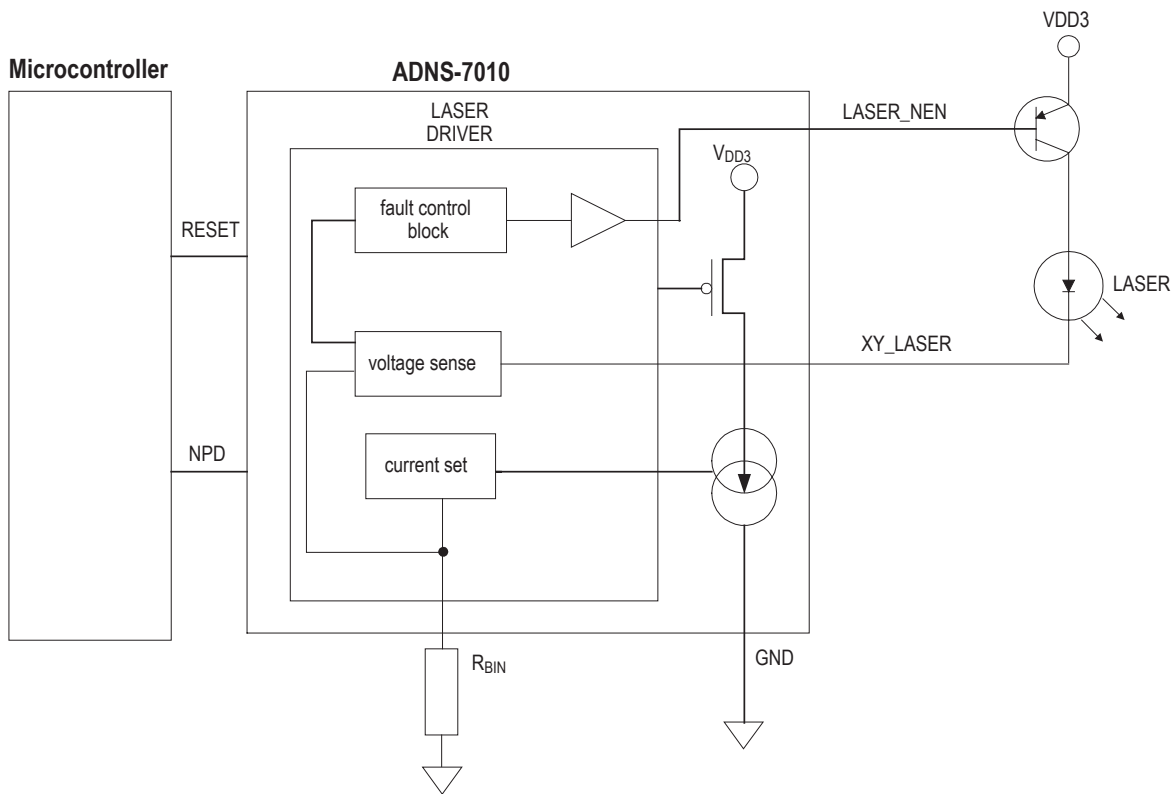 VDD3
Microcontroller
ADNS-7010
LASER
DRIVER
LASER_NEN
VDD3
fault control
block
RESET
LASER
XY_LASER
voltage sense
NPD
current set
RBIN
GND